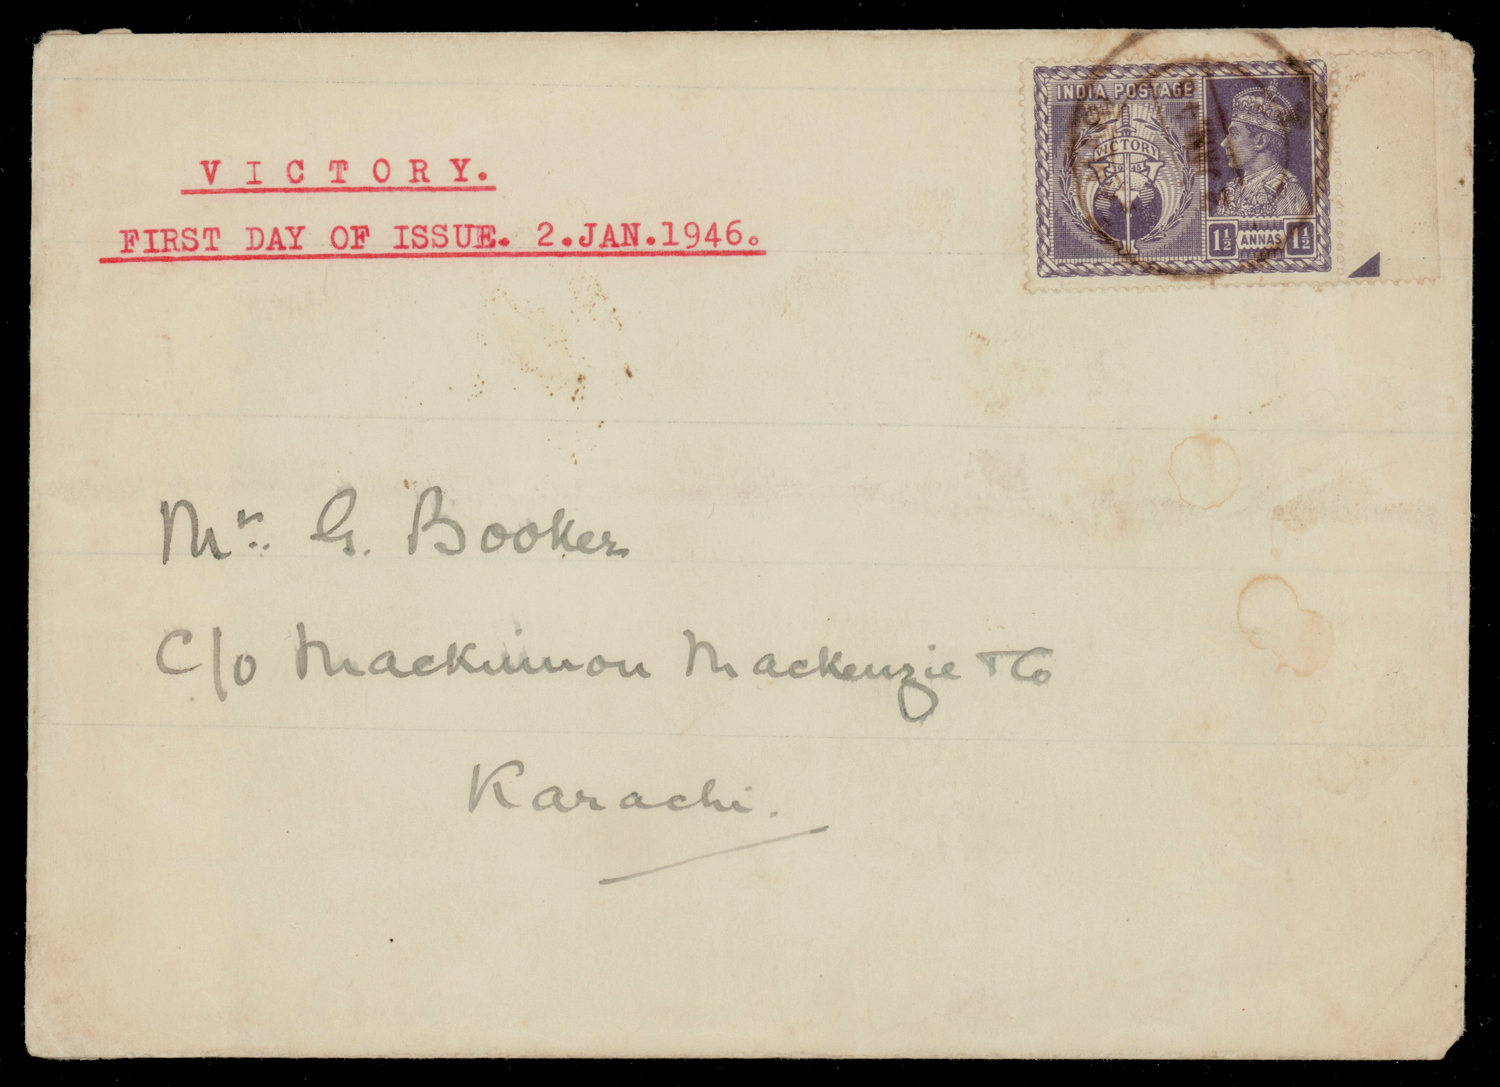 V I C T O R Y.
FIRST DAY OF ISSUE. 2.JAN.1946.
INDIA POSTAGE
VICTORY
1945
1½ ANNAS 1½
Mr. G. Booker
C/o Mackinnon Mackenzie & Co
Karachi.